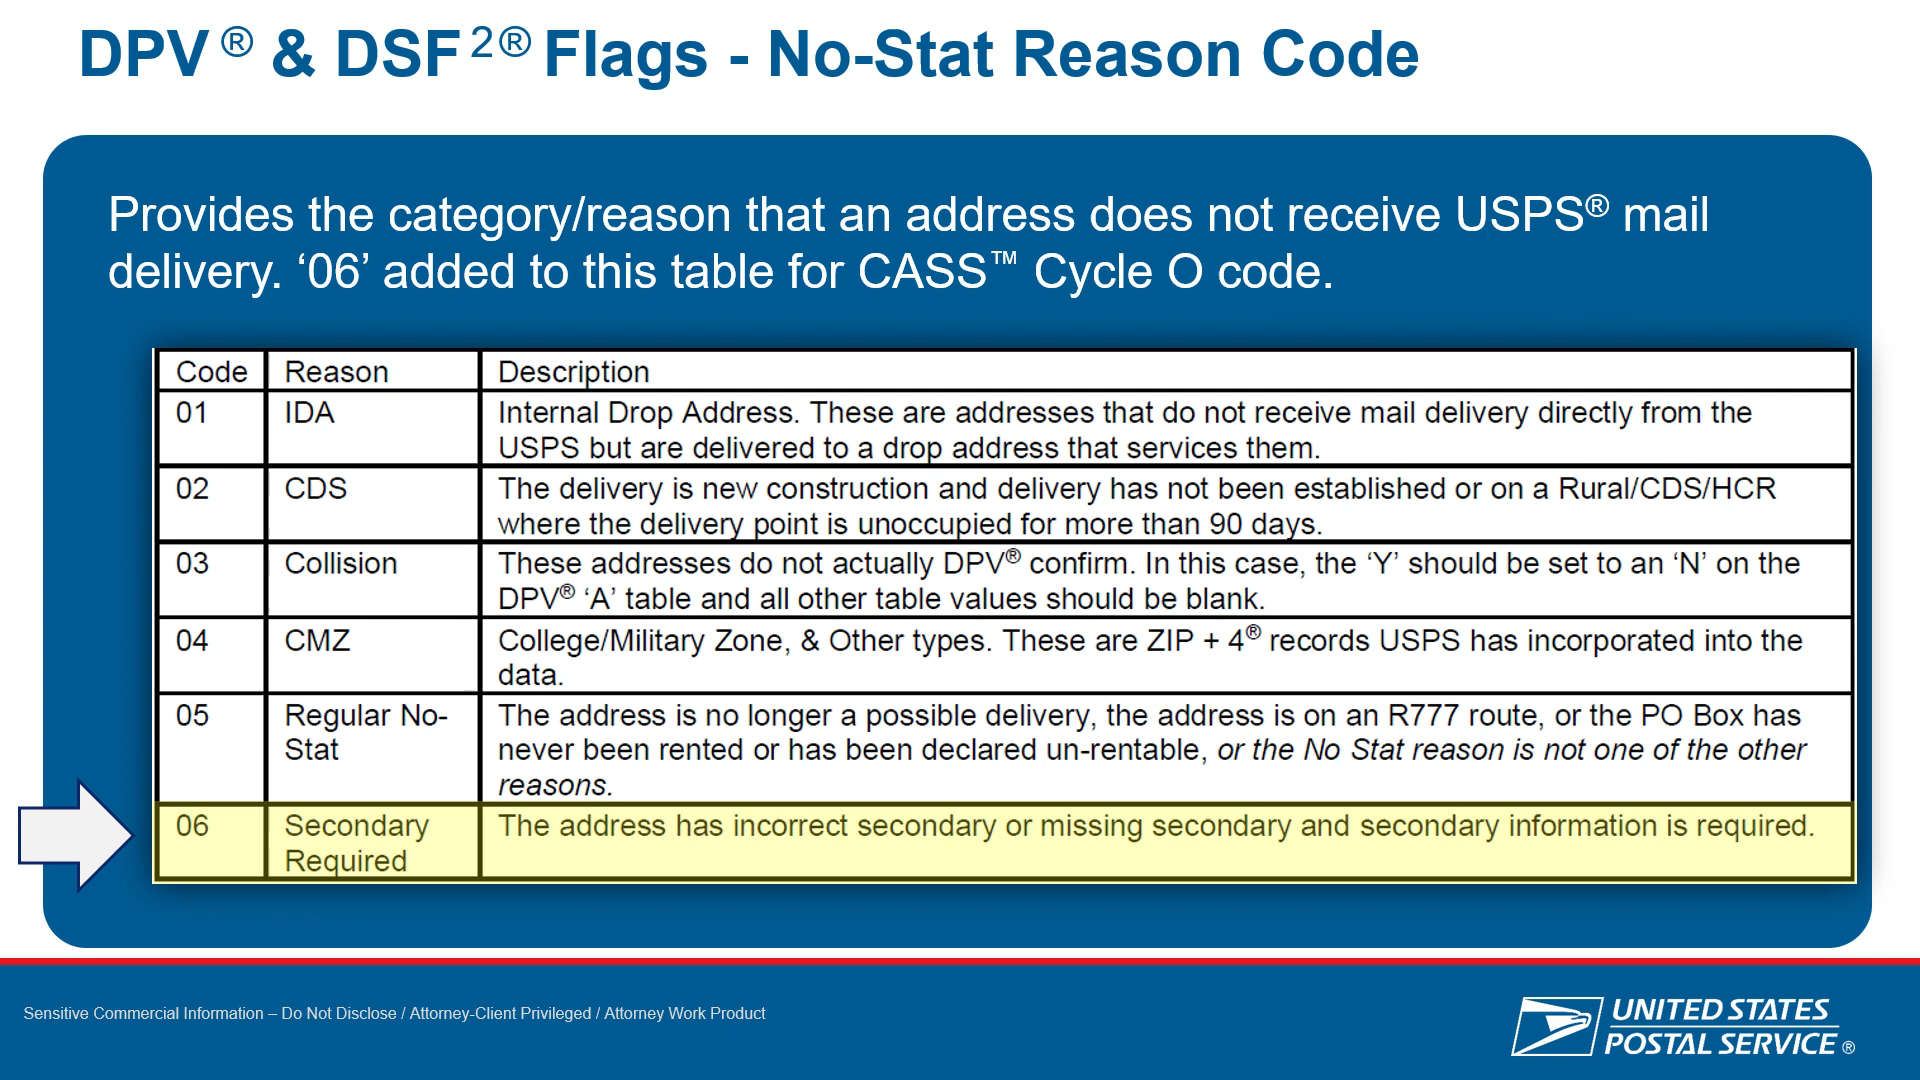 DPV ® & DSF 2® Flags - No-Stat Reason Code
Provides the category/reason that an address does not receive USPS® mail
delivery. ‘06’ added to this table for CASS™ Cycle O code.
Code Reason Description
01 IDA Internal Drop Address. These are addresses that do not receive mail delivery directly from the
USPS but are delivered to a drop address that services them.
02 CDS The delivery is new construction and delivery has not been established or on a Rural/CDS/HCR
where the delivery point is unoccupied for more than 90 days.
03 Collision These addresses do not actually DPV® confirm. In this case, the ‘Y’ should be set to an ‘N’ on the
DPV® ‘A’ table and all other table values should be blank.
04 CMZ College/Military Zone, & Other types. These are ZIP + 4® records USPS has incorporated into the
data.
05 Regular No- The address is no longer a possible delivery, the address is on an R777 route, or the PO Box has
Stat never been rented or has been declared un-rentable, or the No Stat reason is not one of the other
reasons.
06 Secondary The address has incorrect secondary or missing secondary and secondary information is required.
Required
Sensitive Commercial Information – Do Not Disclose / Attorney-Client Privileged / Attorney Work Product
UNITED STATES
POSTAL SERVICE ®